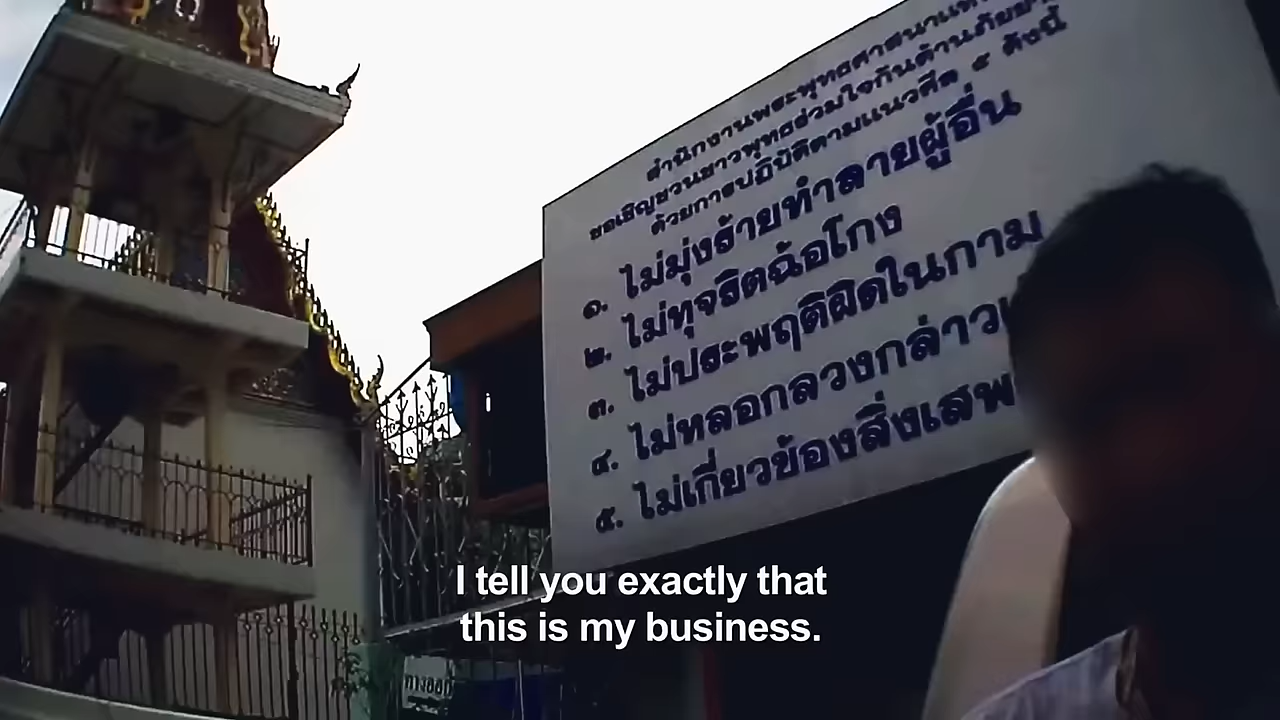 สำนักงานพระพุทธศาสนาแห่
ขอเชิญชวนชาวพุทธร่วมใจกันต้านภัย
ด้วยการปฏิบัติตามแนวศีล ๕ ดังนี้
๑. ไม่มุ่งร้ายทำลายผู้อื่น
๒. ไม่ทุจริตฉ้อโกง
๓. ไม่ประพฤติผิดในกาม
๔. ไม่หลอกลวงกล่าว
๕. ไม่เกี่ยวข้องสิ่งเสพ
ทางออก
I tell you exactly that
this is my business.